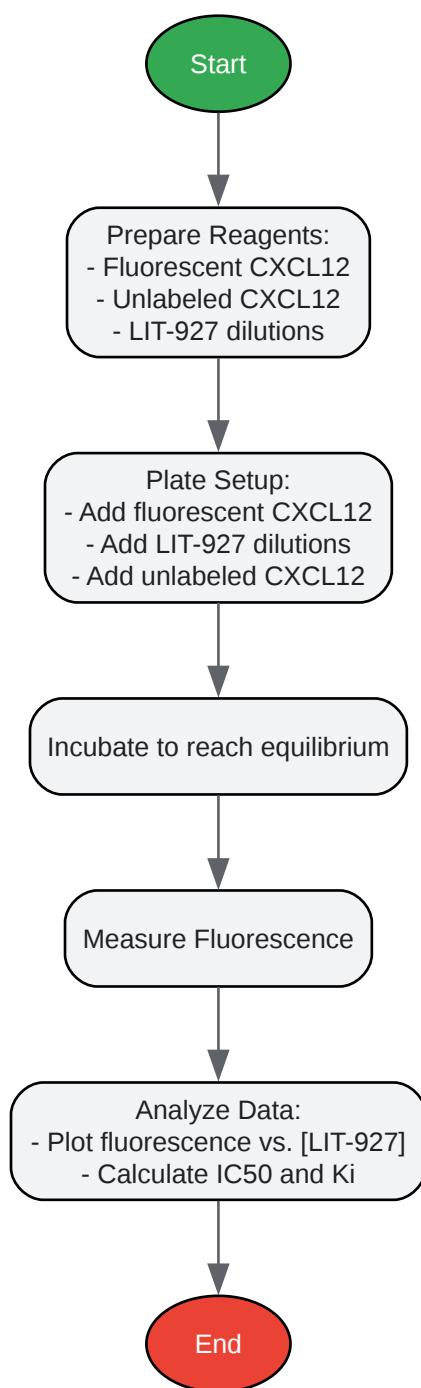 Start
Prepare Reagents:
- Fluorescent CXCL12
- Unlabeled CXCL12
- LIT-927 dilutions
Plate Setup:
- Add fluorescent CXCL12
- Add LIT-927 dilutions
- Add unlabeled CXCL12
Incubate to reach equilibrium
Measure Fluorescence
Analyze Data:
- Plot fluorescence vs. [LIT-927]
- Calculate IC50 and Ki
End